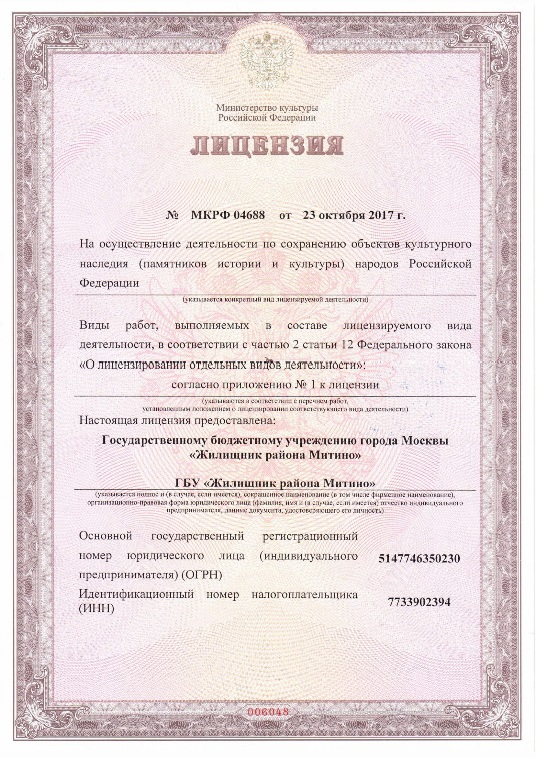 Министерство культуры
Российской Федерации
ЛИЦЕНЗИЯ
№ МКРФ 04688 от 23 октября 2017 г.
На осуществление деятельности по сохранению объектов культурного
наследия (памятников истории и культуры) народов Российской
Федерации
(указывается конкретный вид лицензируемой деятельности)
Виды работ, выполняемых в составе лицензируемого вида
деятельности, в соответствии с частью 2 статьи 12 Федерального закона
«О лицензировании отдельных видов деятельности»:
согласно приложению № 1 к лицензии
(указываются в соответствии с перечнем работ,
установленным положением о лицензировании соответствующего вида деятельности)
Настоящая лицензия предоставлена:
Государственному бюджетному учреждению города Москвы
«Жилищник района Митино»
ГБУ «Жилищник района Митино»
(указывается полное и (в случае, если имеется), сокращенное наименование (в том числе фирменное наименование),
организационно-правовая форма юридического лица (фамилия, имя и (в случае, если имеется) отчество индивидуального
предпринимателя, данные документа, удостоверяющего его личность)
Основной государственный регистрационный
номер юридического лица (индивидуального
предпринимателя) (ОГРН) 5147746350230
Идентификационный номер налогоплательщика
(ИНН) 7733902394
006048